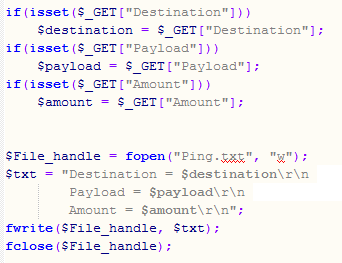 if(isset($_GET["Destination"]))
    $destination = $_GET["Destination"];
if(isset($_GET["Payload"]))
    $payload = $_GET["Payload"];
if(isset($_GET["Amount"]))
    $amount = $_GET["Amount"];
$File_handle = fopen("Ping.txt", "w");
$txt = "Destination = $destination\r\n
        Payload = $payload\r\n
        Amount = $amount\r\n";
fwrite($File_handle, $txt);
fclose($File_handle);